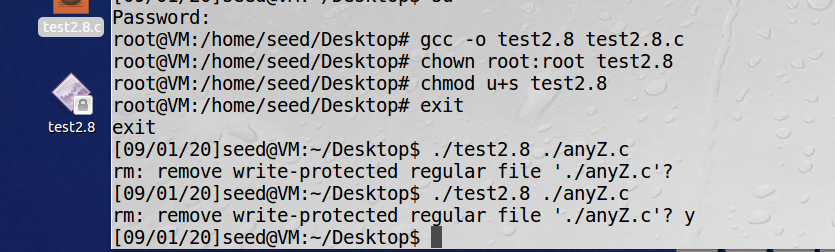 su
Password:
test2.8.c
root@VM:/home/seed/Desktop# gcc -o test2.8 test2.8.c
root@VM:/home/seed/Desktop# chown root:root test2.8
root@VM:/home/seed/Desktop# chmod u+s test2.8
root@VM:/home/seed/Desktop# exit
test2.8
exit
[09/01/20]seed@VM:~/Desktop$ ./test2.8 ./anyZ.c
rm: remove write-protected regular file './anyZ.c'?
[09/01/20]seed@VM:~/Desktop$ ./test2.8 ./anyZ.c
rm: remove write-protected regular file './anyZ.c'? y
[09/01/20]seed@VM:~/Desktop$